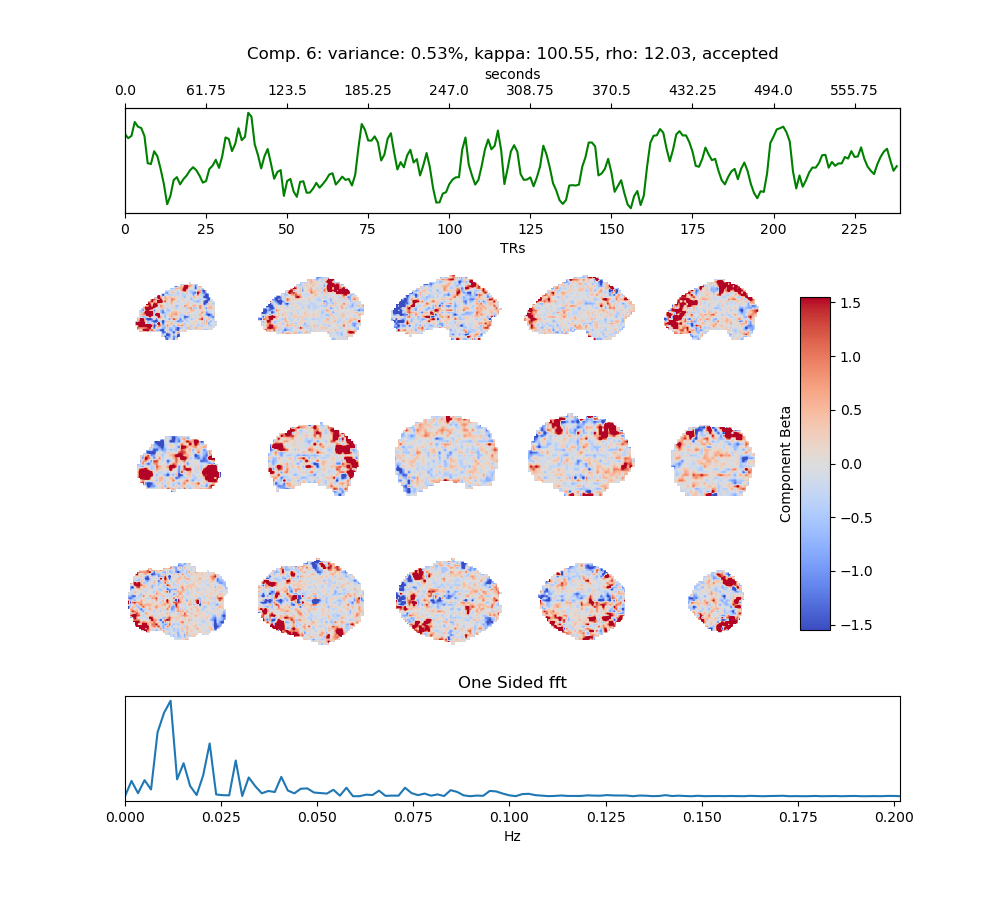 Comp. 6: variance: 0.53%, kappa: 100.55, rho: 12.03, accepted
seconds
0.0 61.75 123.5 185.25 247.0 308.75 370.5 432.25 494.0 555.75
0 25 50 75 100 125 150 175 200 225
TRs
1.5
1.0
0.5
0.0
−0.5
−1.0
−1.5
Component Beta
One Sided fft
0.000 0.025 0.050 0.075 0.100 0.125 0.150 0.175 0.200
Hz